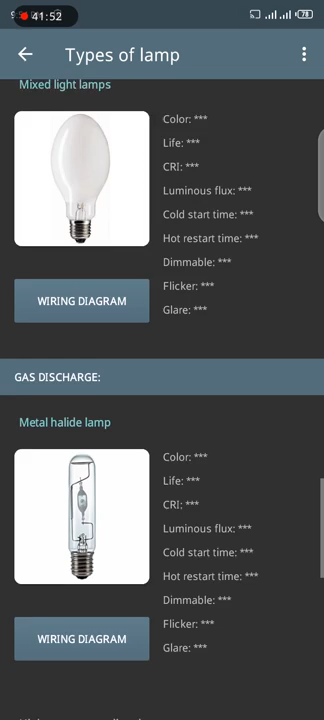 41:52
78
Types of lamp
Mixed light lamps
Color: ***
Life: ***
CRI: ***
Luminous flux: ***
Cold start time: ***
Hot restart time: ***
Dimmable: ***
Flicker: ***
Glare: ***
WIRING DIAGRAM
GAS DISCHARGE:
Metal halide lamp
Color: ***
Life: ***
CRI: ***
Luminous flux: ***
Cold start time: ***
Hot restart time: ***
Dimmable: ***
Flicker: ***
Glare: ***
WIRING DIAGRAM